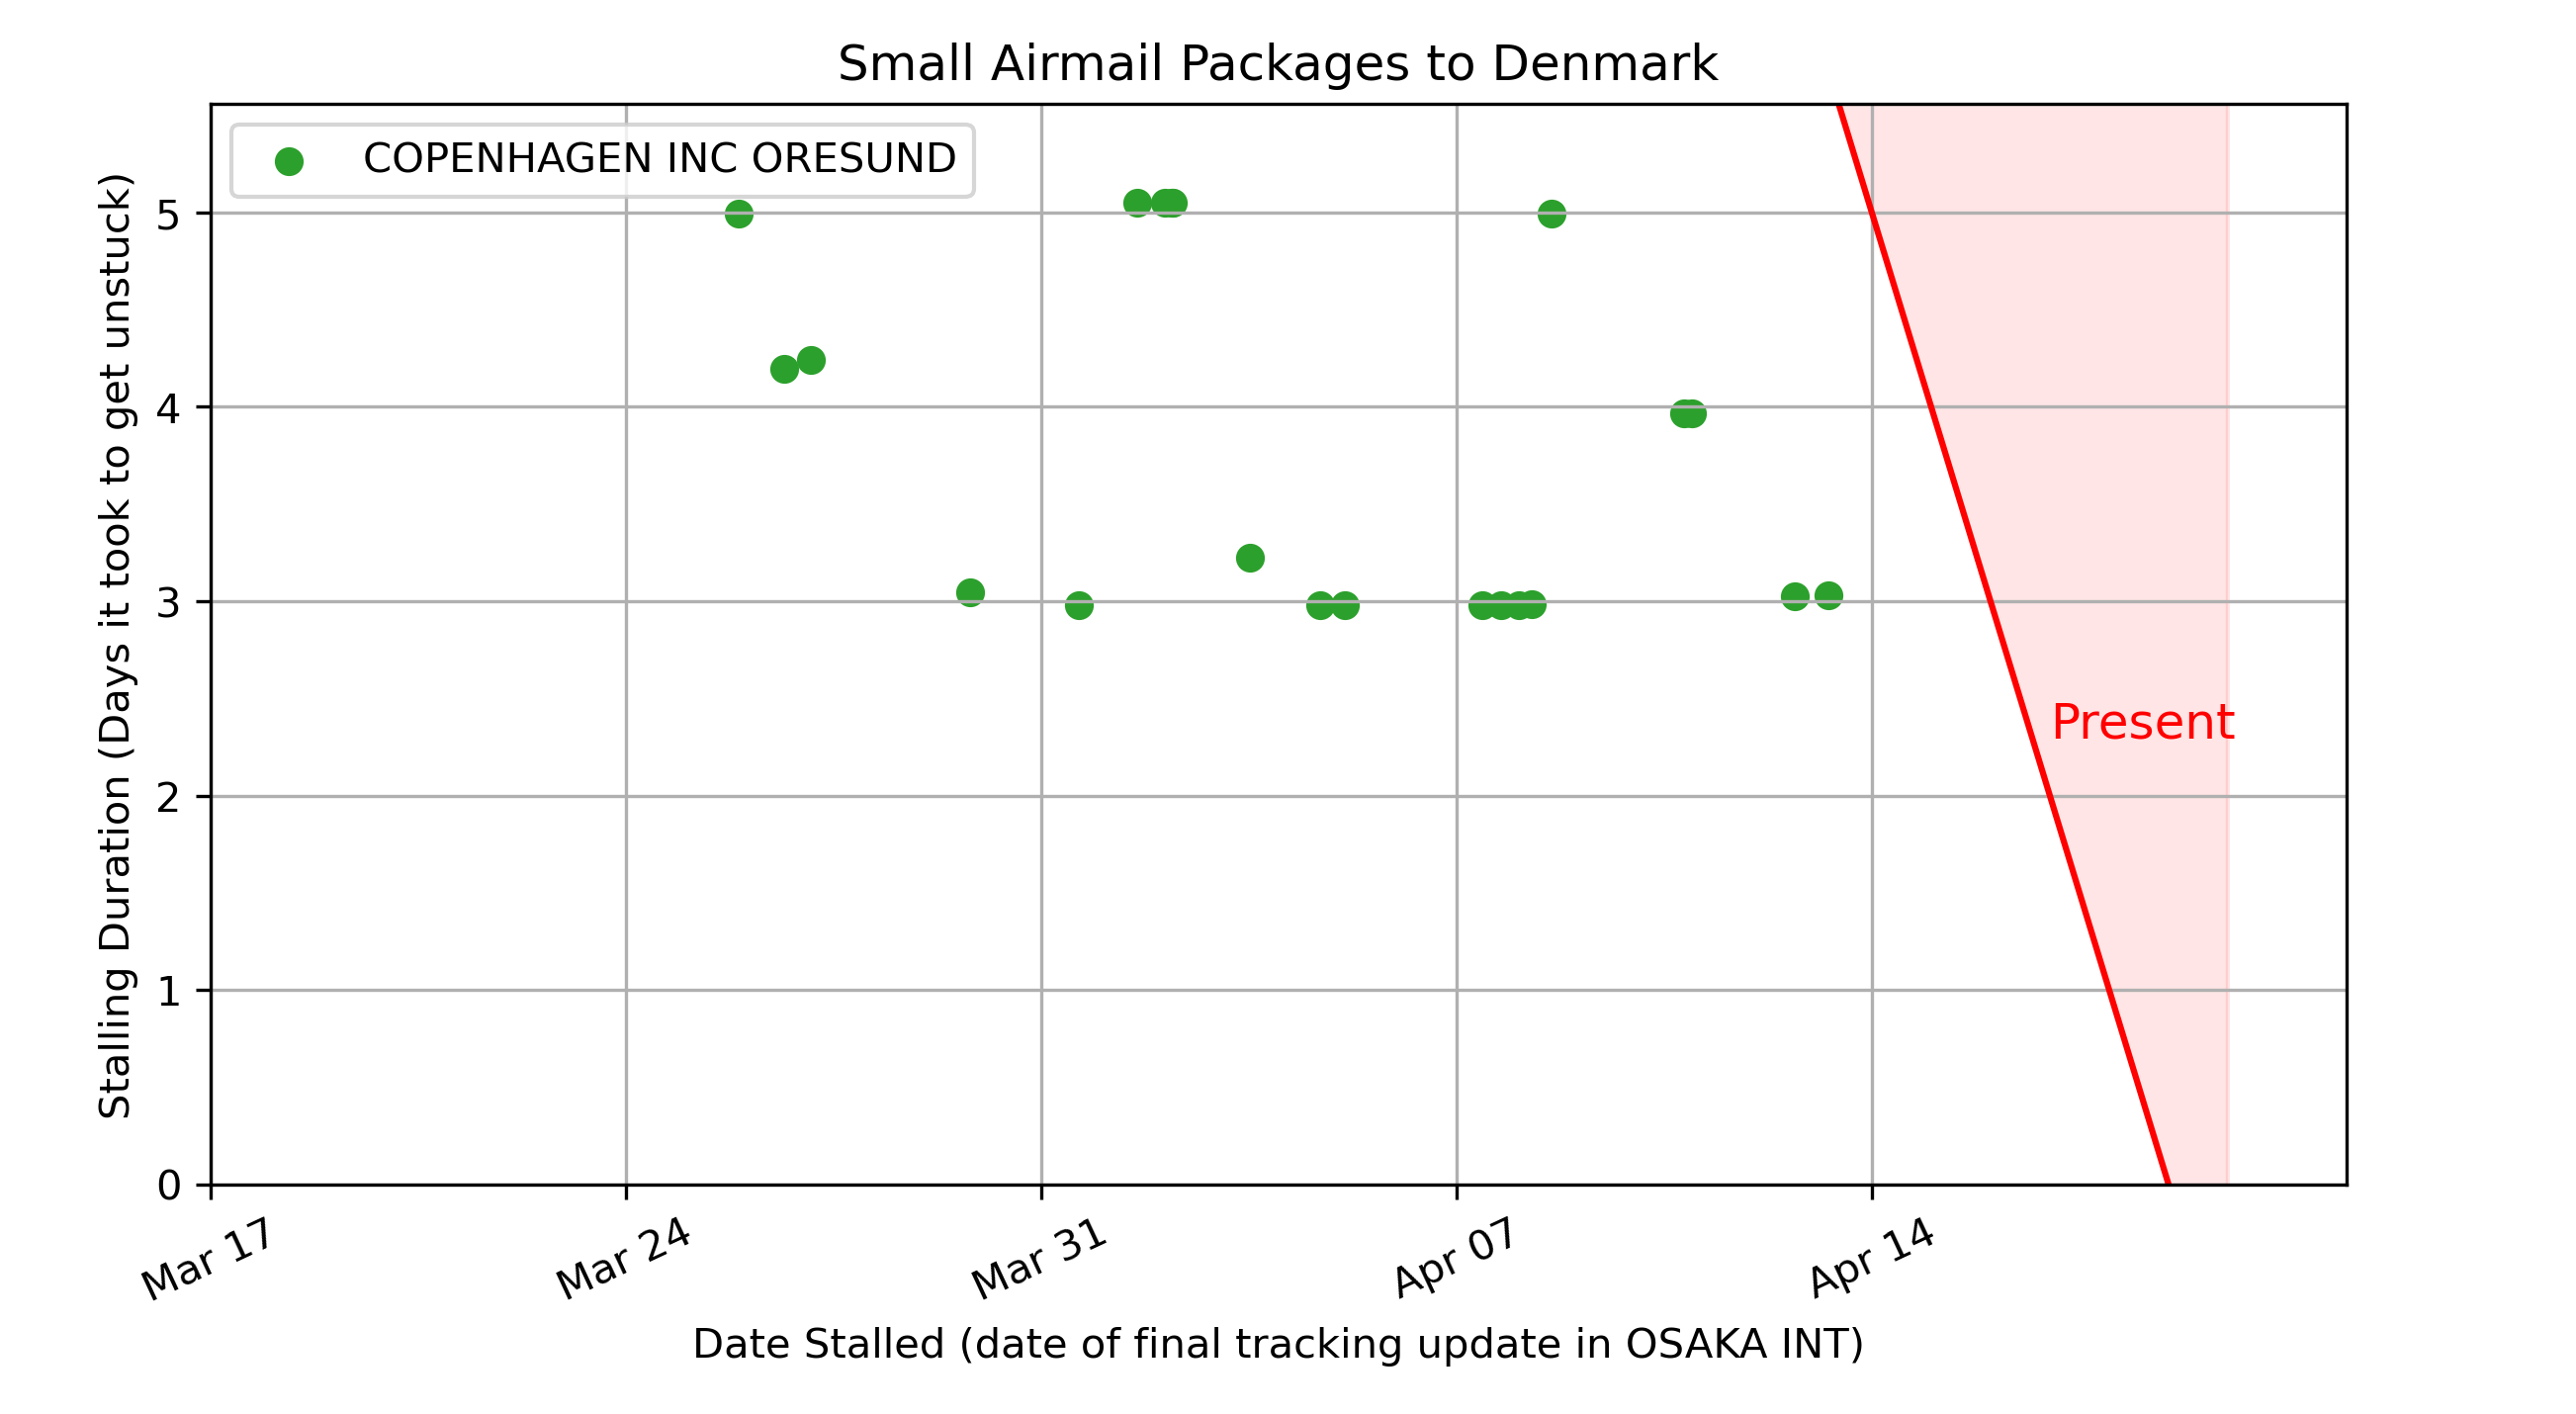 Small Airmail Packages to Denmark
COPENHAGEN INC ORESUND
Stalling Duration (Days it took to get unstuck)
5
4
3
2
1
0
Present
Mar 17
Mar 24
Mar 31
Apr 07
Apr 14
Date Stalled (date of final tracking update in OSAKA INT)